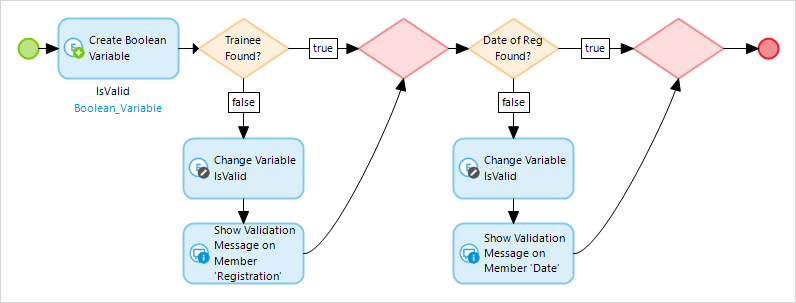 Create Boolean
Variable
IsValid
Boolean_Variable
Trainee
Found?
true
false
Change Variable
IsValid
Show Validation
Message on
Member
'Registration'
Date of Reg
Found?
true
false
Change Variable
IsValid
Show Validation
Message on
Member 'Date'